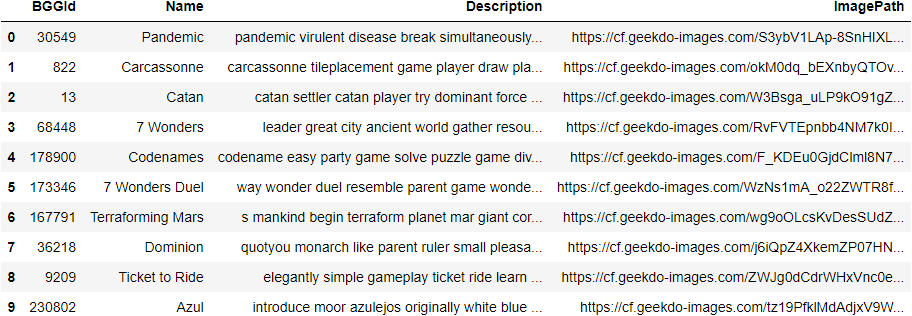 BGGId Name Description ImagePath
0 30549 Pandemic pandemic virulent disease break simultaneously... https://cf.geekdo-images.com/S3ybV1LAp-8SnHIXL...
1 822 Carcassonne carcassonne tileplacement game player draw pla... https://cf.geekdo-images.com/okM0dq_bEXnbyQTOv...
2 13 Catan catan settler catan player try dominant force ... https://cf.geekdo-images.com/W3Bsga_uLP9kO91gZ...
3 68448 7 Wonders leader great city ancient world gather resou... https://cf.geekdo-images.com/RvFVTEpnbb4NM7k0I...
4 178900 Codenames codename easy party game solve puzzle game div... https://cf.geekdo-images.com/F_KDEu0GjdClml8N7...
5 173346 7 Wonders Duel way wonder duel resemble parent game wonde... https://cf.geekdo-images.com/WzNs1mA_o22ZWTR8f...
6 167791 Terraforming Mars s mankind begin terraform planet mar giant cor... https://cf.geekdo-images.com/wg9oOLcsKvDesSUdZ...
7 36218 Dominion quotyou monarch like parent ruler small pleasa... https://cf.geekdo-images.com/j6iQpZ4XkemZP07HN...
8 9209 Ticket to Ride elegantly simple gameplay ticket ride learn ... https://cf.geekdo-images.com/ZWJg0dCdrWHxVnc0e...
9 230802 Azul introduce moor azulejos originally white blue ... https://cf.geekdo-images.com/tz19PfklMdAdjxV9W...